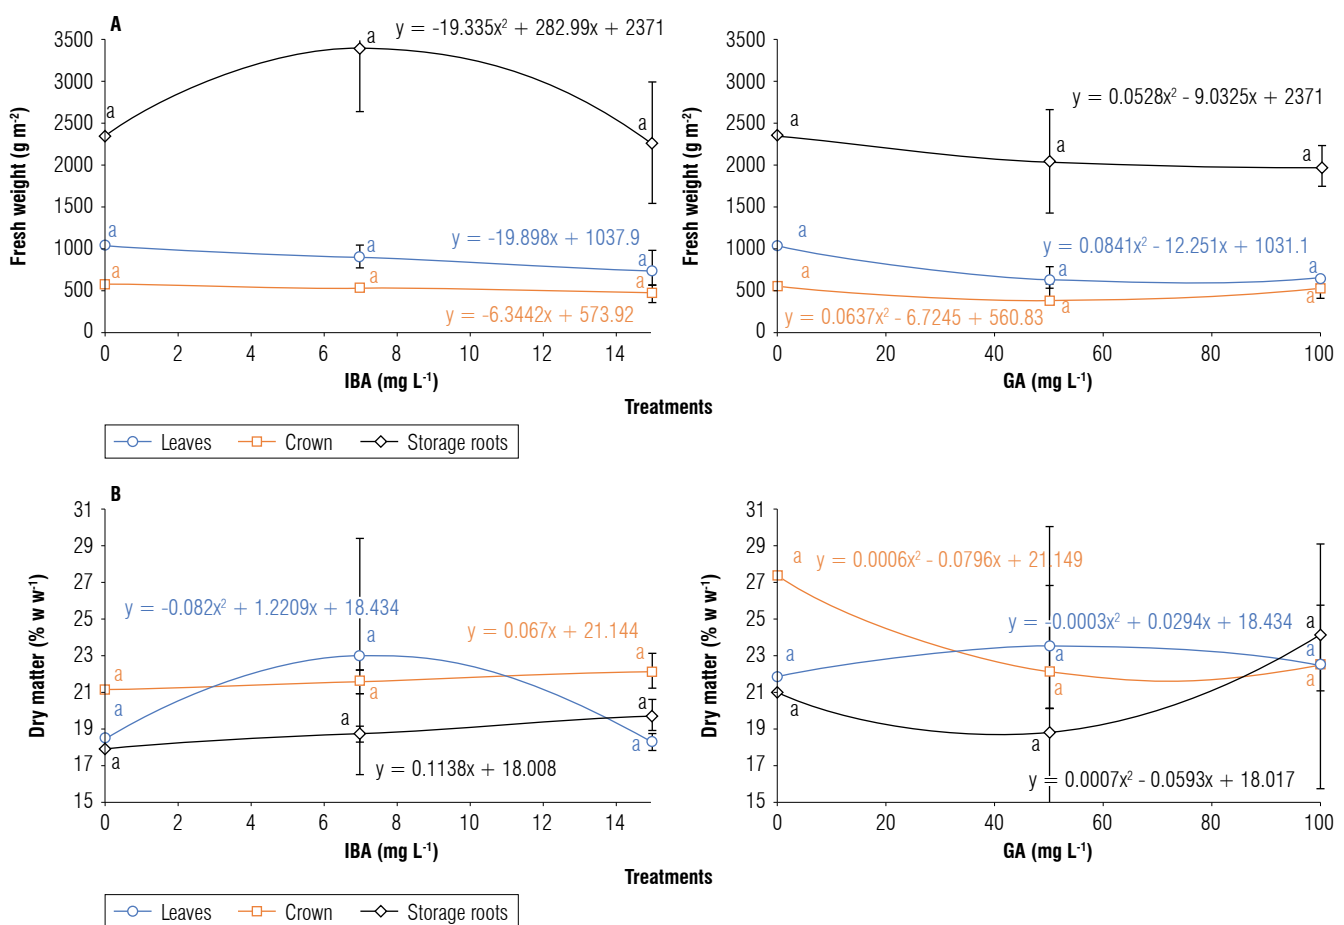 A
y = -19.335x² + 282.99x + 2371
Fresh weight (g m⁻²)
3500
3000
2500
2000
1500
1000
500
0
a
a
a
a
a
a
y = -19.898x + 1037.9
a
a
a
y = -6.3442x + 573.92
0 2 4 6 8 10 12 14
IBA (mg L⁻¹)
Fresh weight (g m⁻²)
3500
3000
2500
2000
1500
1000
500
0
y = 0.0528x² - 9.0325x + 2371
a
a
a
y = 0.0841x² - 12.251x + 1031.1
a
a
a
a
a
a
y = 0.0637x² - 6.7245 + 560.83
0 20 40 60 80 100
GA (mg L⁻¹)
Treatments
Leaves Crown Storage roots
B
Dry matter (% w w⁻¹)
31
29
27
25
23
21
19
17
15
y = -0.082x² + 1.2209x + 18.434
a
y = 0.067x + 21.144
a
a
a
a
a
a
a
a
y = 0.1138x + 18.008
0 2 4 6 8 10 12 14
IBA (mg L⁻¹)
Dry matter (% w w⁻¹)
31
29
27
25
23
21
19
17
15
a y = 0.0006x² - 0.0796x + 21.149
y = -0.0003x² + 0.0294x + 18.434
a
a
a
a
a
a
a
a
y = 0.0007x² - 0.0593x + 18.017
0 20 40 60 80 100
GA (mg L⁻¹)
Treatments
Leaves Crown Storage roots